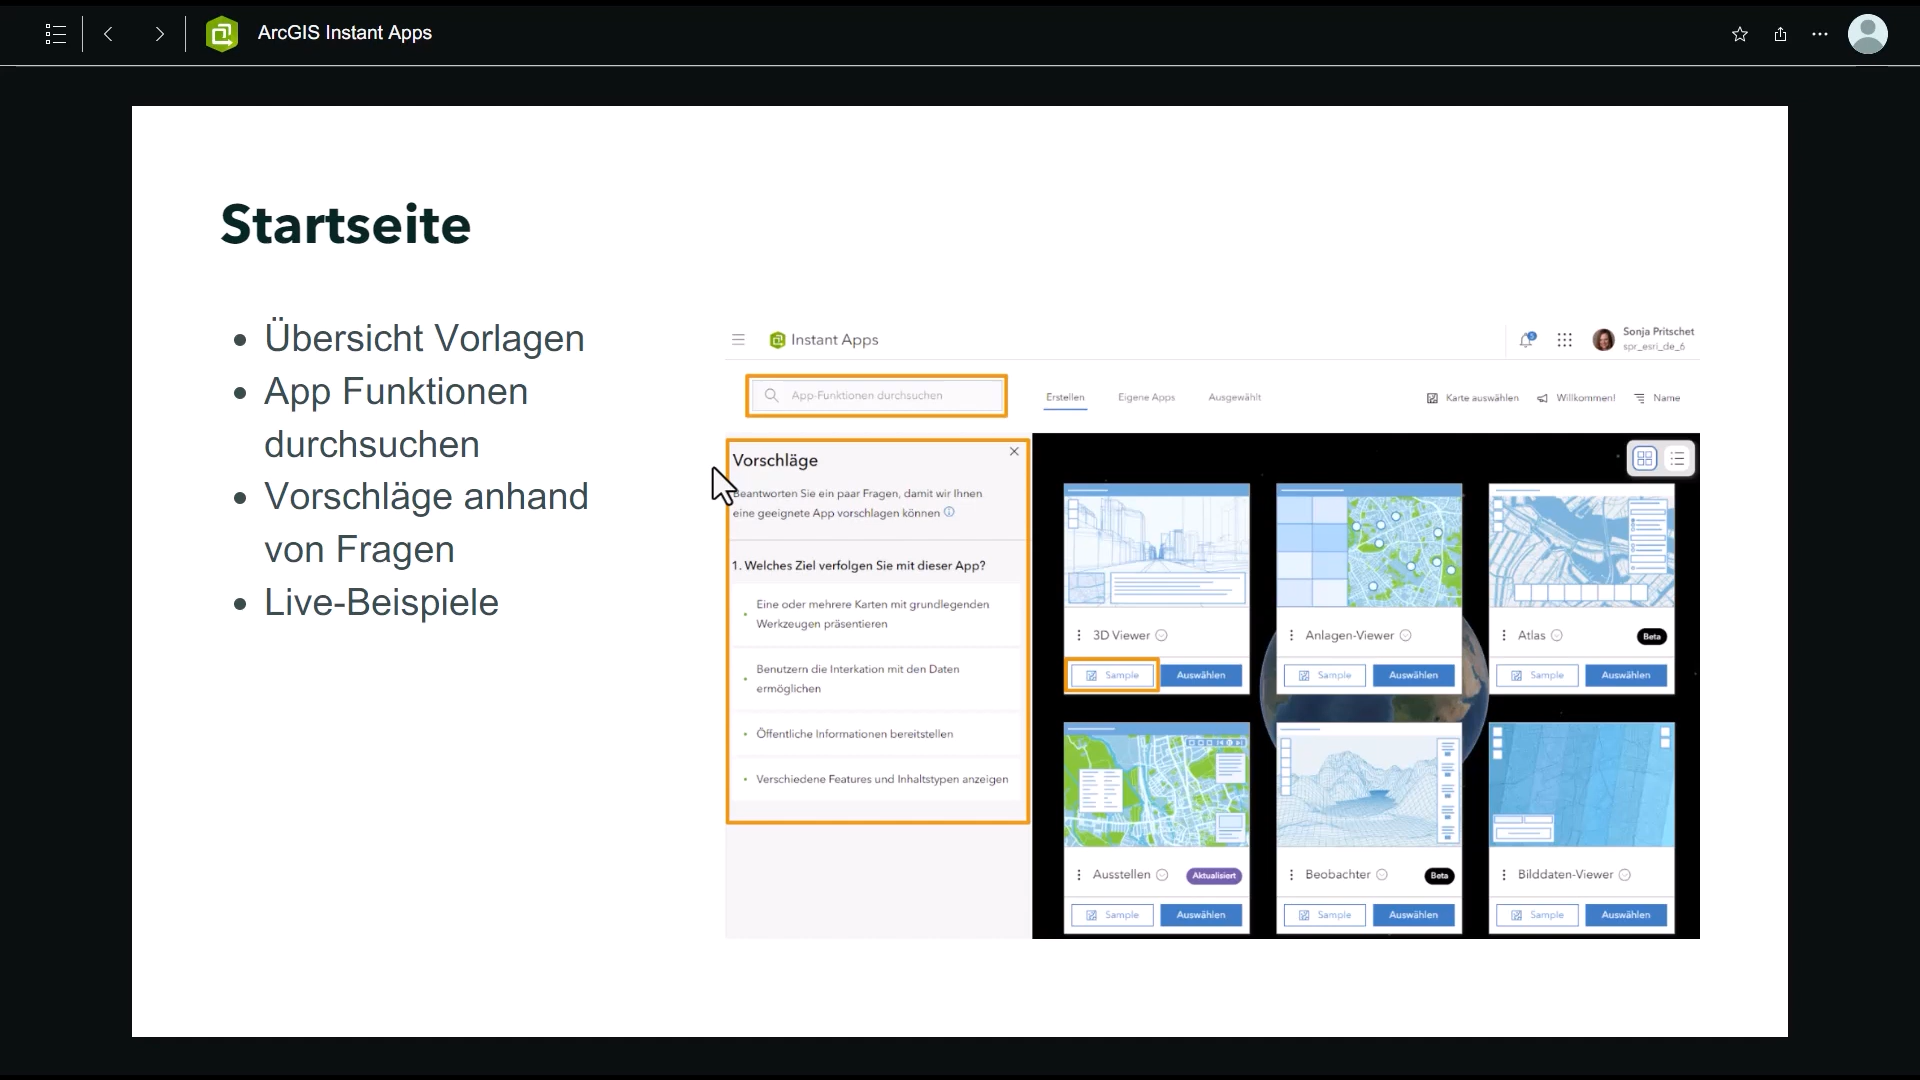 ArcGIS Instant Apps
Startseite
• Übersicht Vorlagen
• App Funktionen
durchsuchen
• Vorschläge anhand
von Fragen
• Live-Beispiele
Instant Apps
Sonja Pritschet
spr_esri_de_6
App-Funktionen durchsuchen
Erstellen
Eigene Apps
Ausgewählt
Karte auswählen
Willkommen!
Name
Vorschläge
Beantworten Sie ein paar Fragen, damit wir Ihnen
eine geeignete App vorschlagen können
1. Welches Ziel verfolgen Sie mit dieser App?
Eine oder mehrere Karten mit grundlegenden
Werkzeugen präsentieren
Benutzern die Interkation mit den Daten
ermöglichen
Öffentliche Informationen bereitstellen
Verschiedene Features und Inhaltstypen anzeigen
3D Viewer
Sample
Auswählen
Anlagen-Viewer
Sample
Auswählen
Atlas
Beta
Sample
Auswählen
Ausstellen
Aktualisiert
Sample
Auswählen
Beobachter
Beta
Sample
Auswählen
Bilddaten-Viewer
Sample
Auswählen